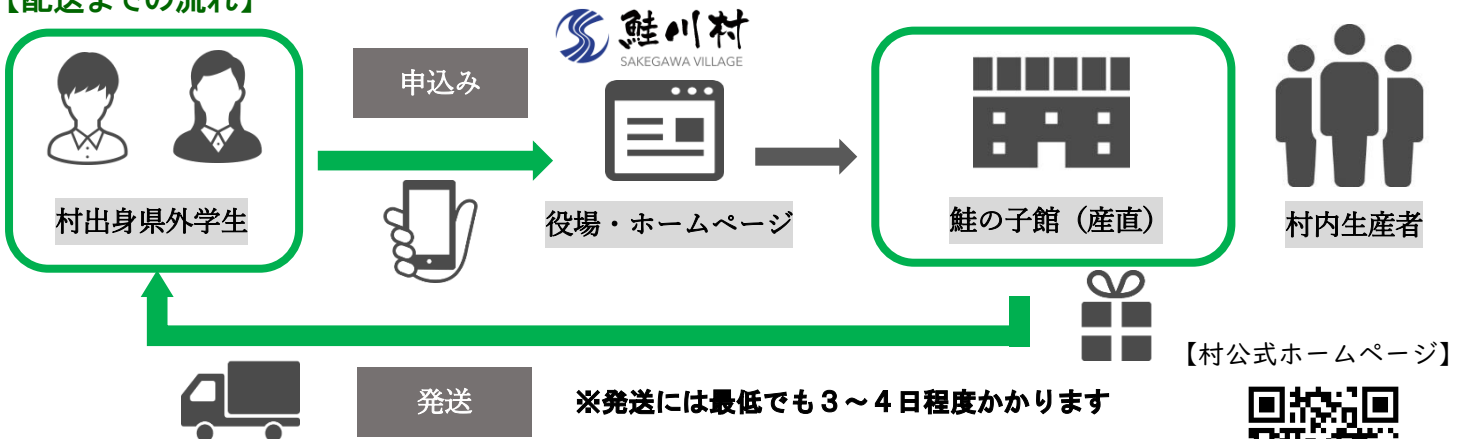 【配送までの流れ】
鮭川村
SAKEGAWA VILLAGE
申込み
村出身県外学生
役場・ホームページ
鮭の子館（産直）
村内生産者
【村公式ホームページ】
発送
※発送には最低でも３～４日程度かかります